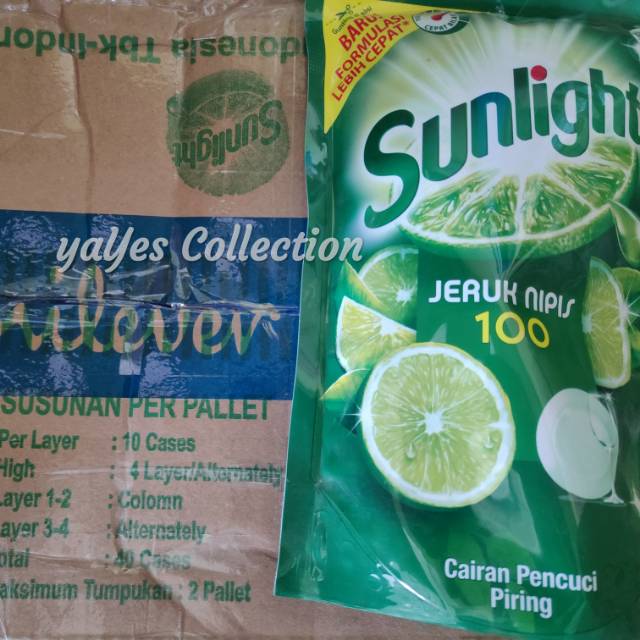 donesia Tbk-Indon
Sunlight
yaYes Collection
nilever
SUSUNAN PER PALLET
Per Layer : 10 Cases
High : 4 Layer/Alternately
Layer 1-2 : Colomn
Layer 3-4 : Alternately
otal : 40 Cases
aksimum Tumpukan : 2 Pallet
BARU!
FORMULASI
LEBIH CEPAT
Sunlight
JERUK NIPIS
100
Cairan Pencuci
Piring